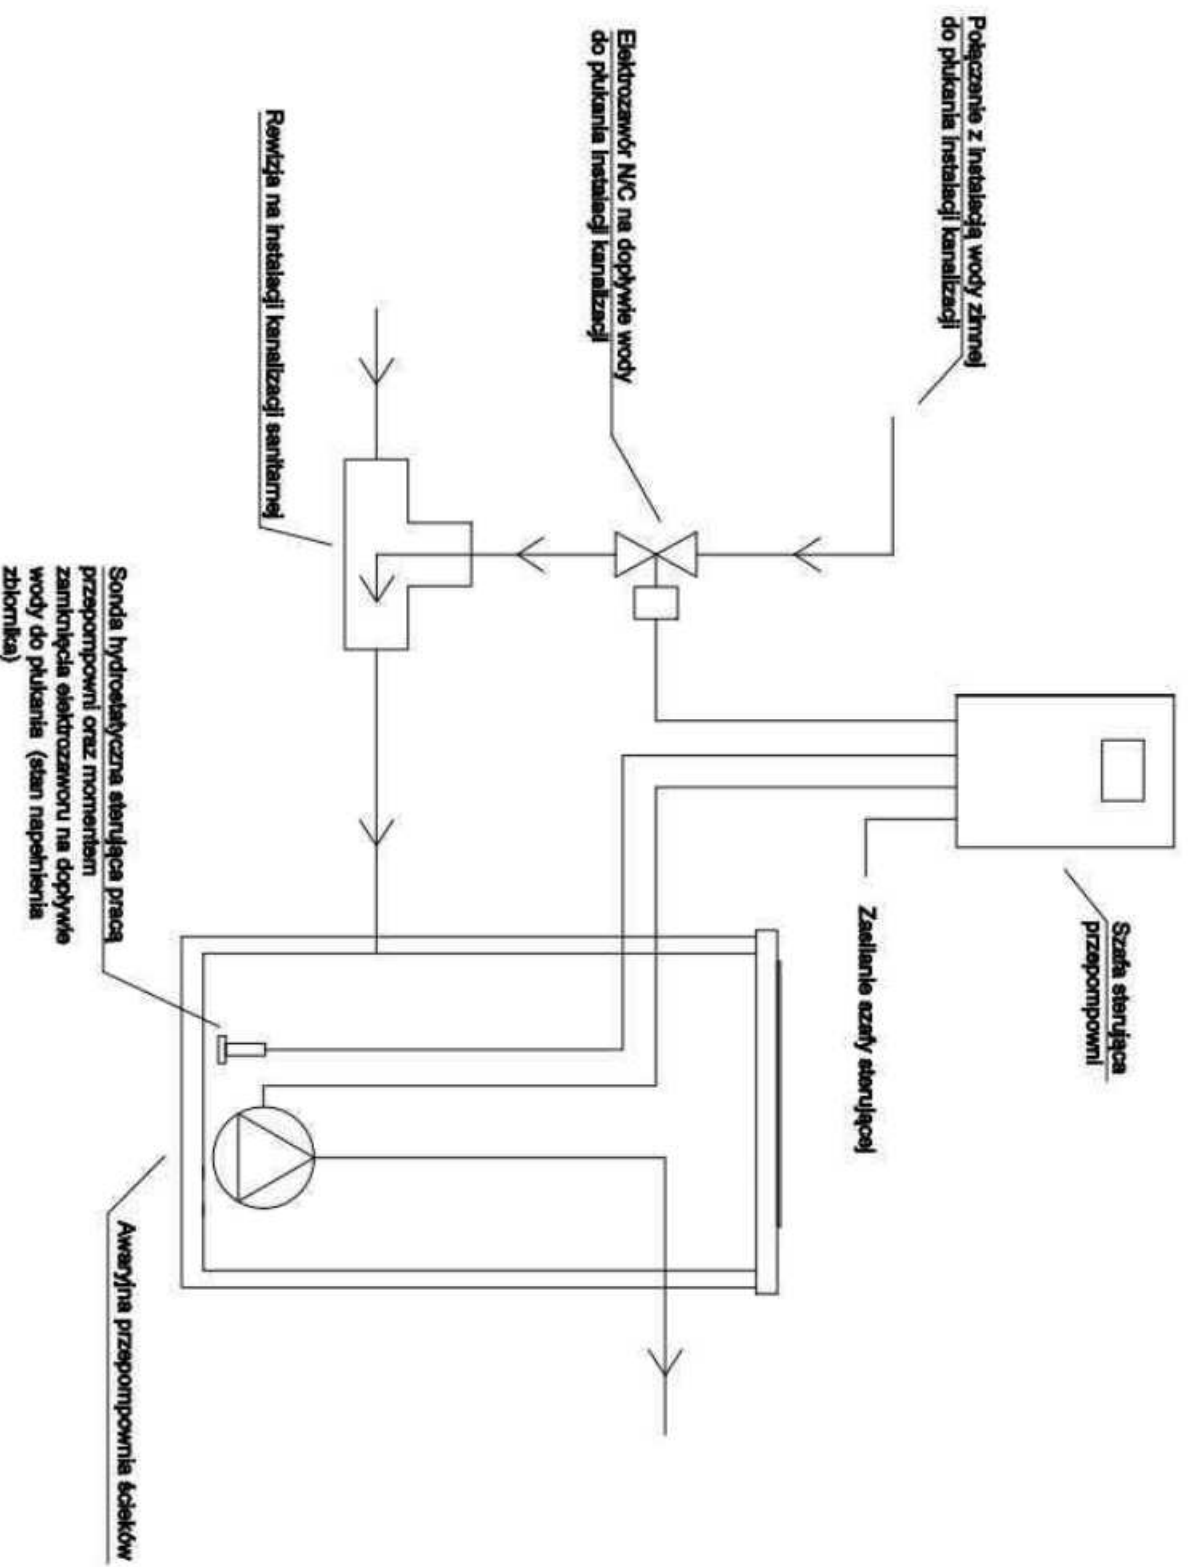 Połączenie z instalacją wody zimnej
do płukania instalacji kanalizacji
Elektrozawór N/C na dopływie wody
do płukania instalacji kanalizacji
Rewizja na instalacji kanalizacji sanitarnej
Szafa sterująca
przepompowni
Zasilanie szafy sterującej
Sonda hydrostatyczna sterująca pracą
przepompowni oraz momentem
zamknięcia elektrozaworu na dopływie
wody do płukania (stan napełnienia
zbiornika)
Awaryjna przepompownia ścieków